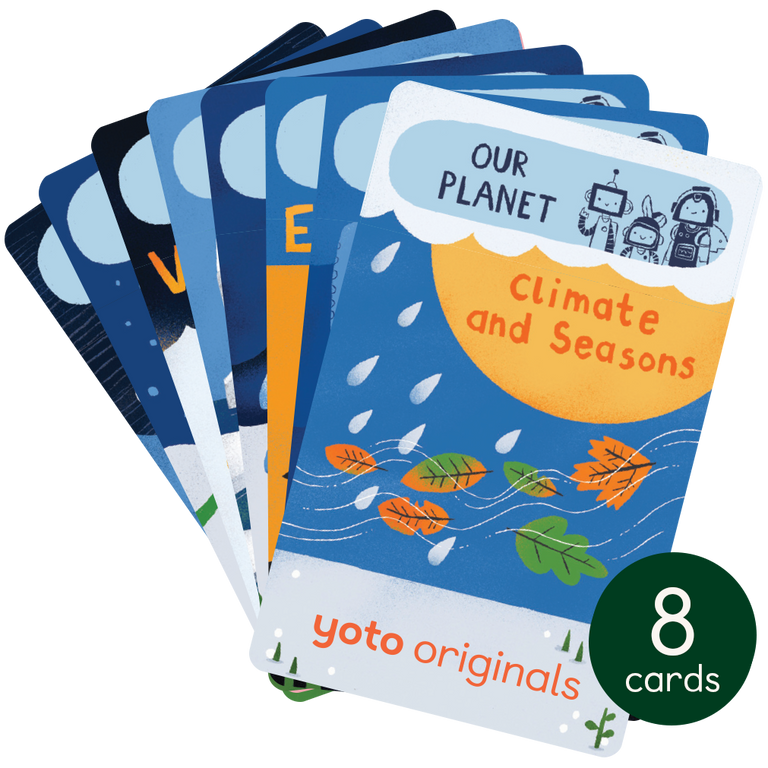 OUR
PLANET
Climate
and Seasons
V
E
yoto originals
8
cards